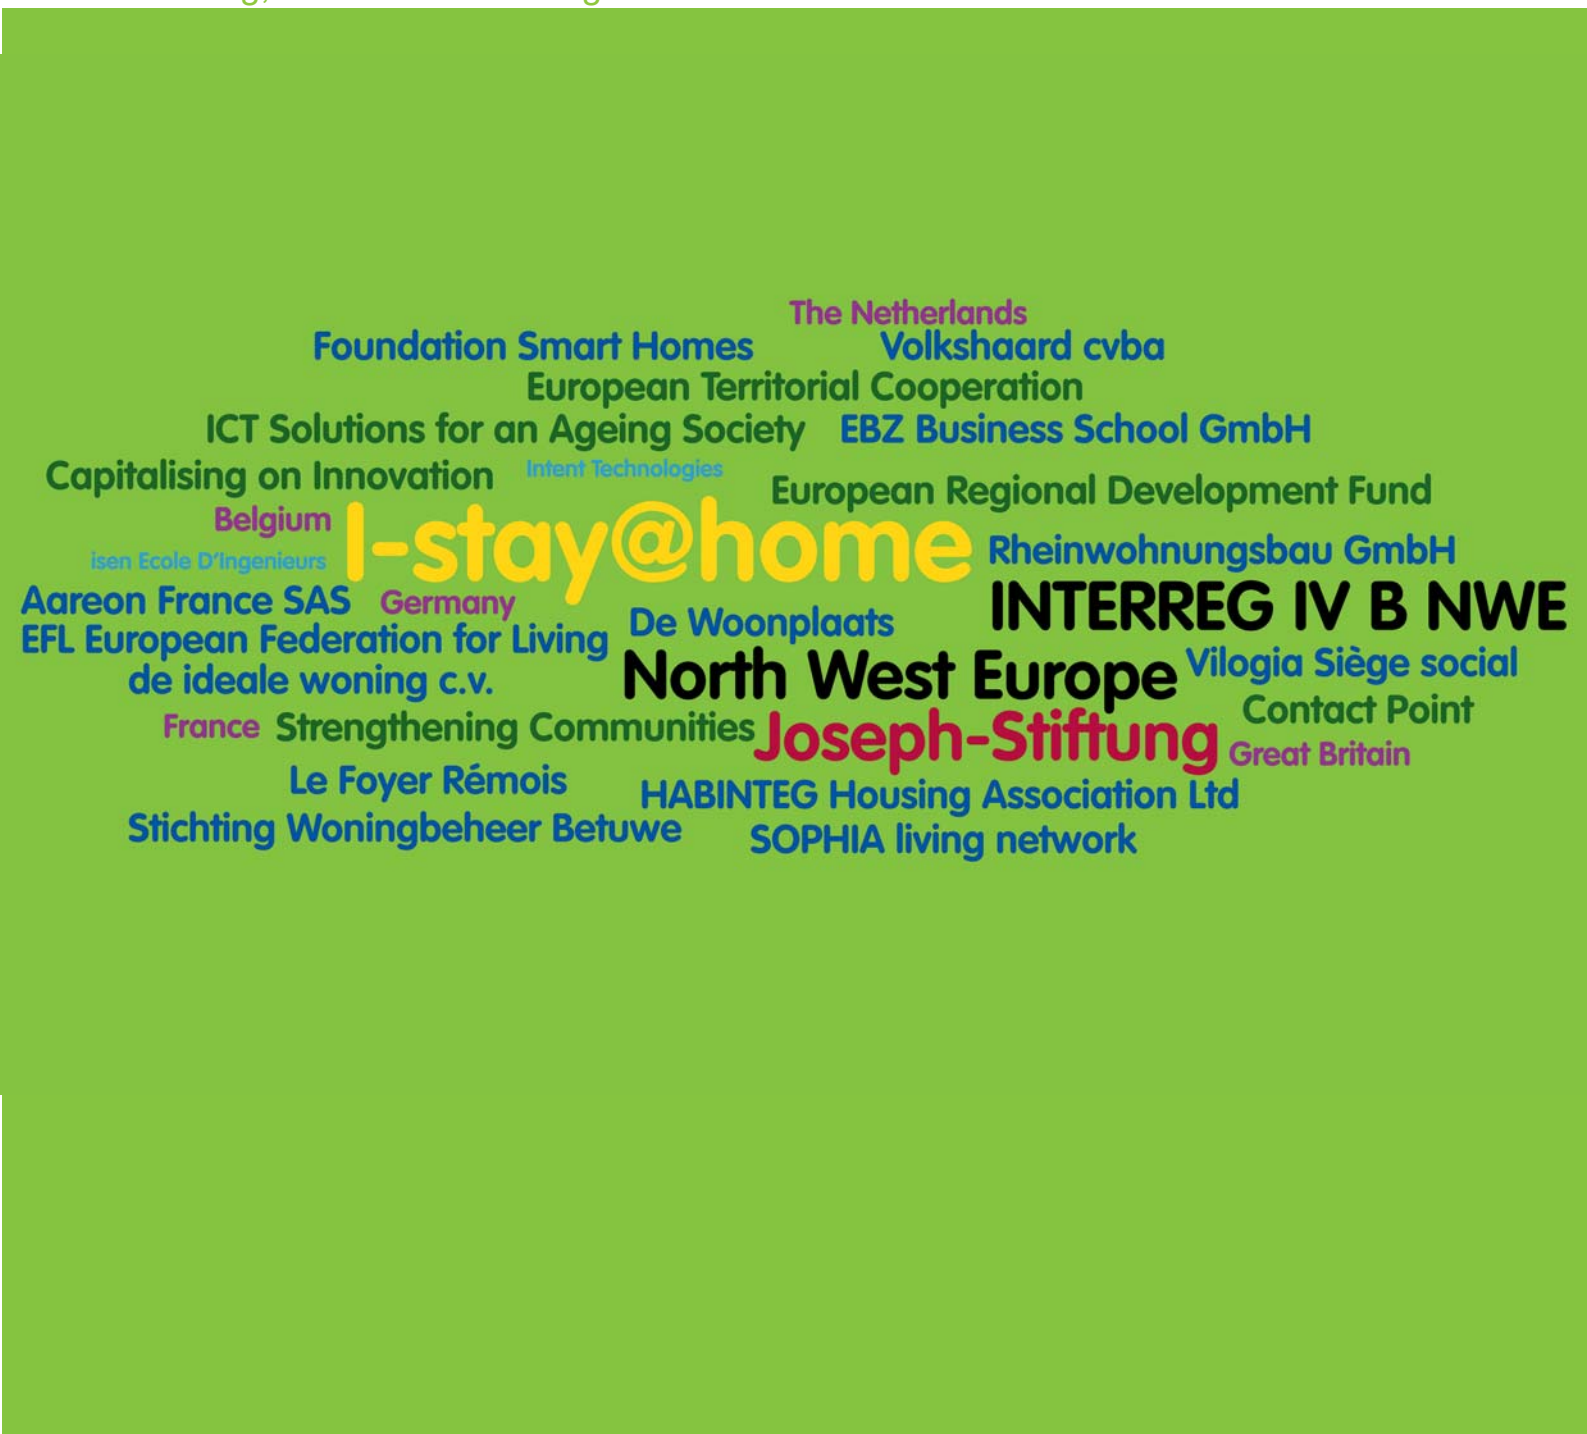 The Netherlands
Foundation Smart Homes Volkshaard cvba
European Territorial Cooperation
ICT Solutions for an Ageing Society EBZ Business School GmbH
Capitalising on Innovation Intent Technologies European Regional Development Fund
Belgium I-stay@home Rheinwohnungsbau GmbH
isen Ecole D'Ingenieurs
Aareon France SAS Germany De Woonplaats INTERREG IV B NWE
EFL European Federation for Living
de ideale woning c.v. North West Europe Vilogia Siège social
France Strengthening Communities Joseph-Stiftung Contact Point
Great Britain
Le Foyer Rémois HABINTEG Housing Association Ltd
Stichting Woningbeheer Betuwe SOPHIA living network